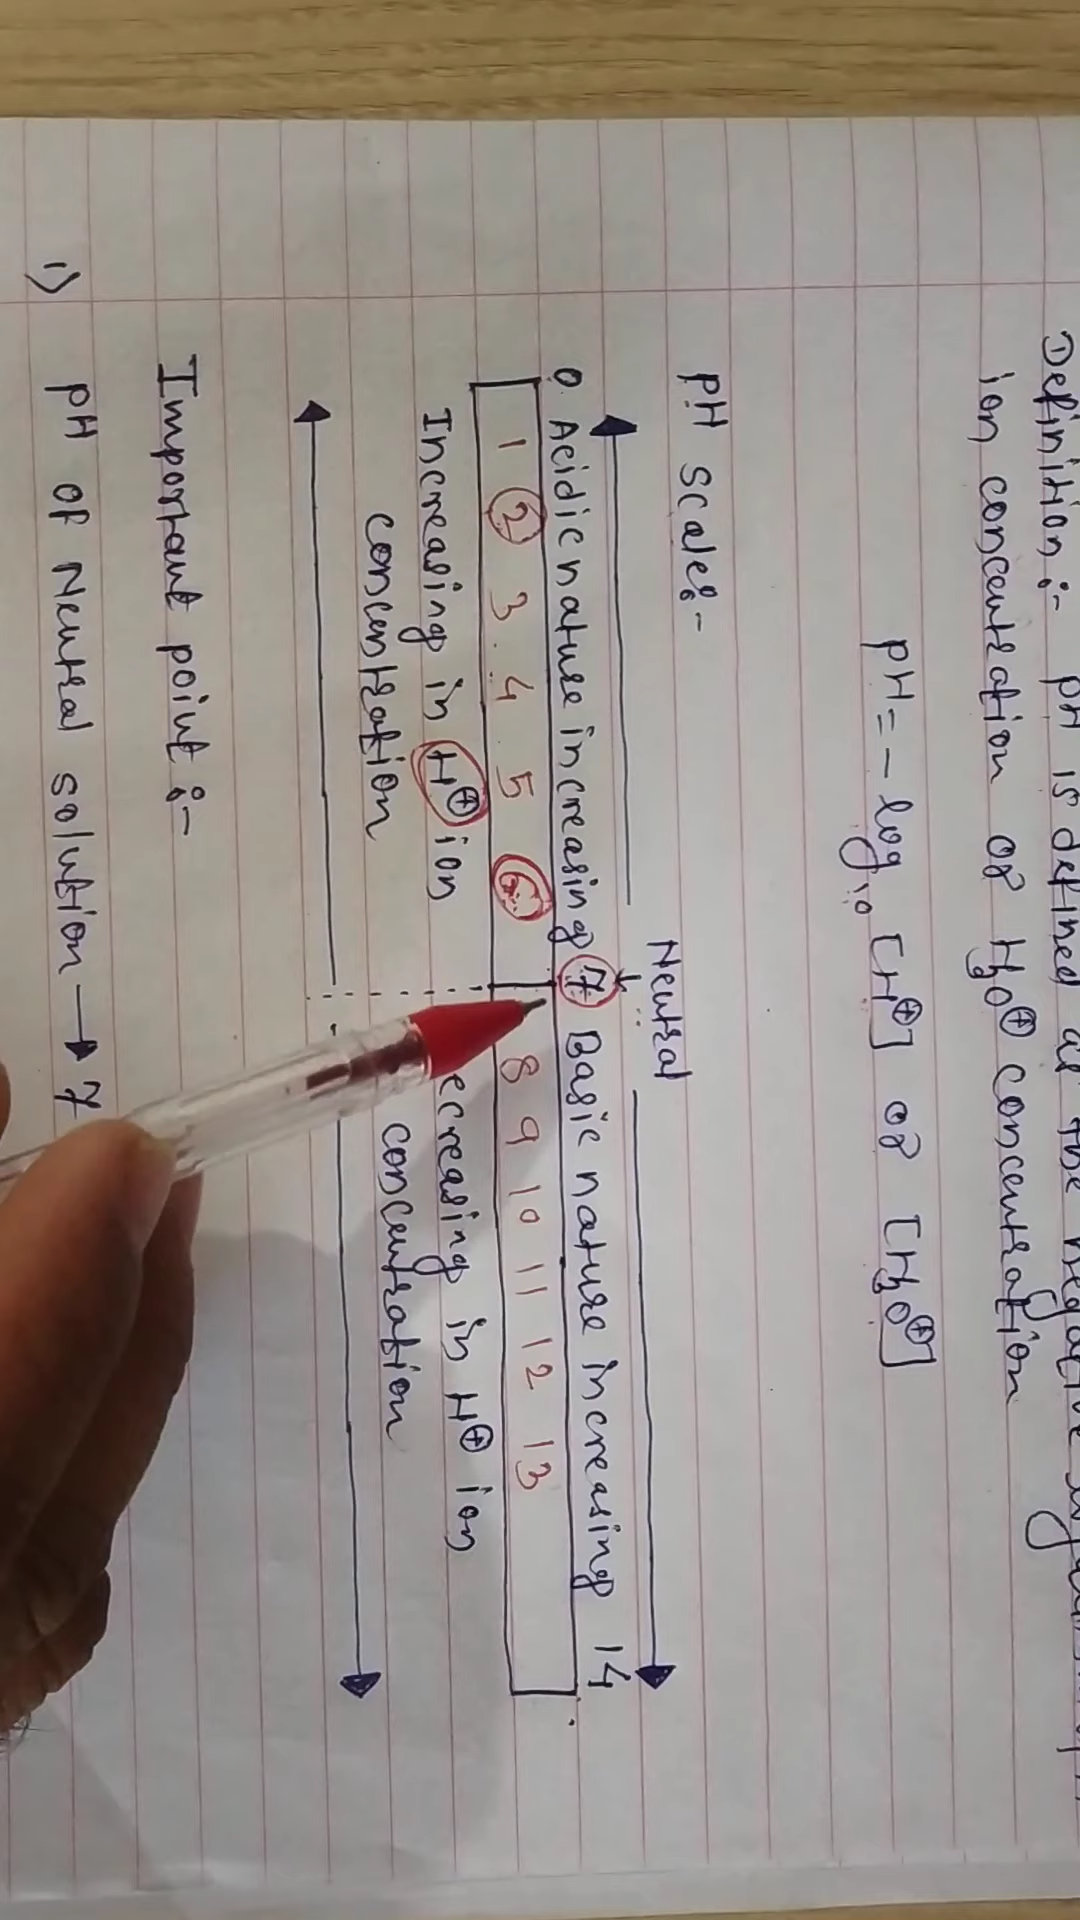 Definition :- pH is defined as the negative
ion concentration or H₃O⊕ concentration
pH = - log₁₀ [H⊕] or [H₃O⊕]
PH Scale :-
Neutral
0 Acidic nature increasing 7 Basic nature increasing 14
1 2 3 4 5 6 8 9 10 11 12 13
Increasing in H⊕ ion ecreasing in H⊕ ion
concentration concentration
Important point :-
1) PH of Neutral solution → 7